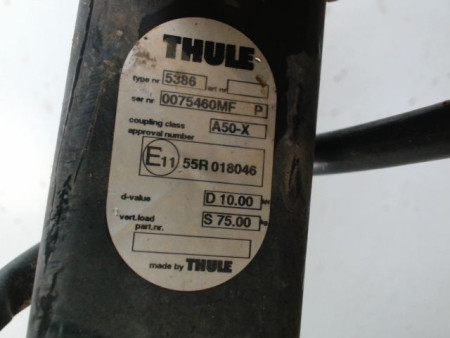 THULE
type nr 5386 art nr
ser nr 0075460MF P
coupling class A50-X
approval number
E11 55R 018046
d-value D 10.00 kN
vert.load S 75.00 kg
part.nr.
made by THULE